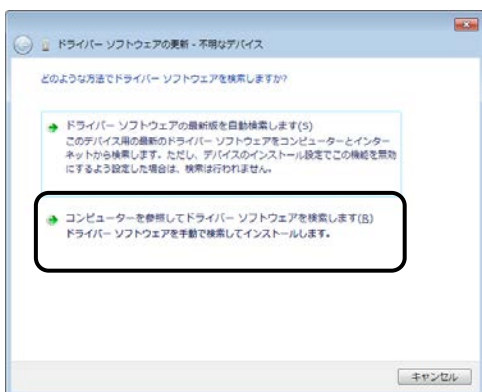 ドライバー ソフトウェアの更新 - 不明なデバイス
どのような方法でドライバー ソフトウェアを検索しますか?
ドライバー ソフトウェアの最新版を自動検索します(S)
このデバイス用の最新のドライバー ソフトウェアをコンピューターとインター
ネットから検索します。ただし、デバイスのインストール設定でこの機能を無効
にするよう設定した場合は、検索は行われません。
コンピューターを参照してドライバー ソフトウェアを検索します(R)
ドライバー ソフトウェアを手動で検索してインストールします。
キャンセル